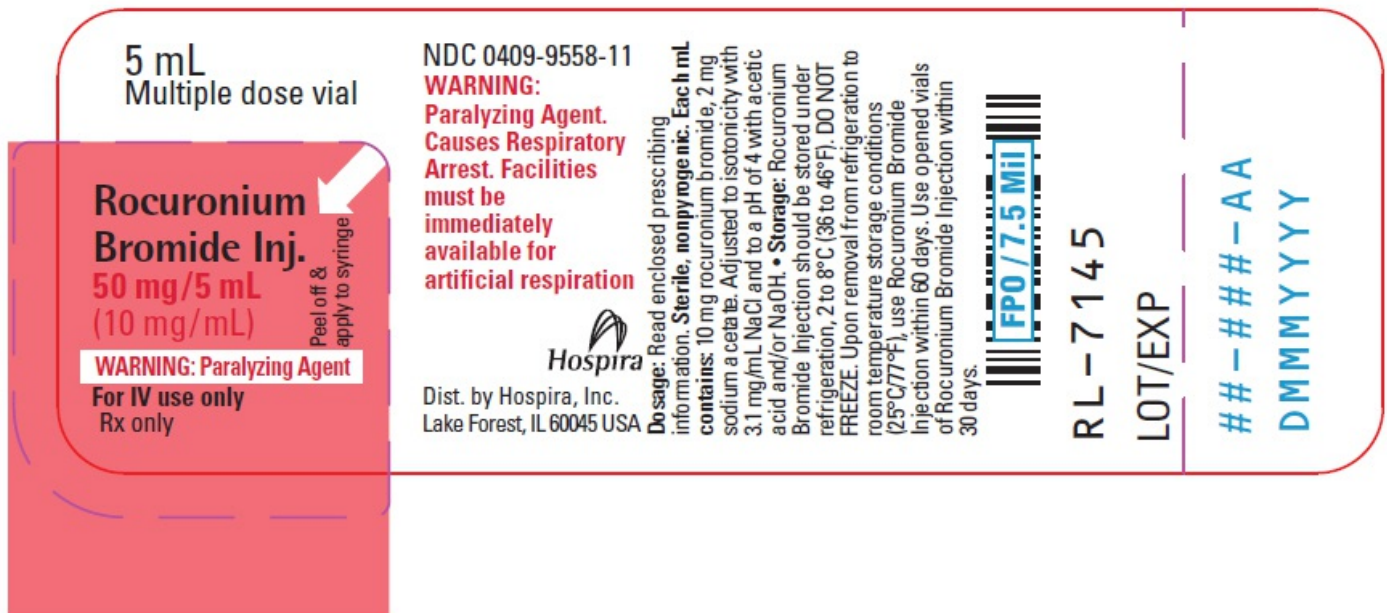 5 mL
Multiple dose vial
Rocuronium
Bromide Inj.
50 mg/5 mL
(10 mg/mL)
WARNING: Paralyzing Agent
For IV use only
Rx only
Peel off &
apply to syringe
NDC 0409-9558-11
WARNING:
Paralyzing Agent.
Causes Respiratory
Arrest. Facilities
must be
immediately
available for
artificial respiration
Hospira
Dist. by Hospira, Inc.
Lake Forest, IL 60045 USA
Dosage: Read enclosed prescribing
information. Sterile, nonpyrogenic. Each mL
contains: 10 mg rocuronium bromide, 2 mg
sodium acetate. Adjusted to isotonicity with
3.1 mg/mL NaCl and to a pH of 4 with acetic
acid and/or NaOH. • Storage: Rocuronium
Bromide Injection should be stored under
refrigeration, 2 to 8°C (36 to 46°F). DO NOT
FREEZE. Upon removal from refrigeration to
room temperature storage conditions
(25°C/77°F), use Rocuronium Bromide
Injection within 60 days. Use opened vials
of Rocuronium Bromide Injection within
30 days.
FPO / 7.5 Mil
RL-7145
LOT/EXP
##-###-AA
DMMMYYYY